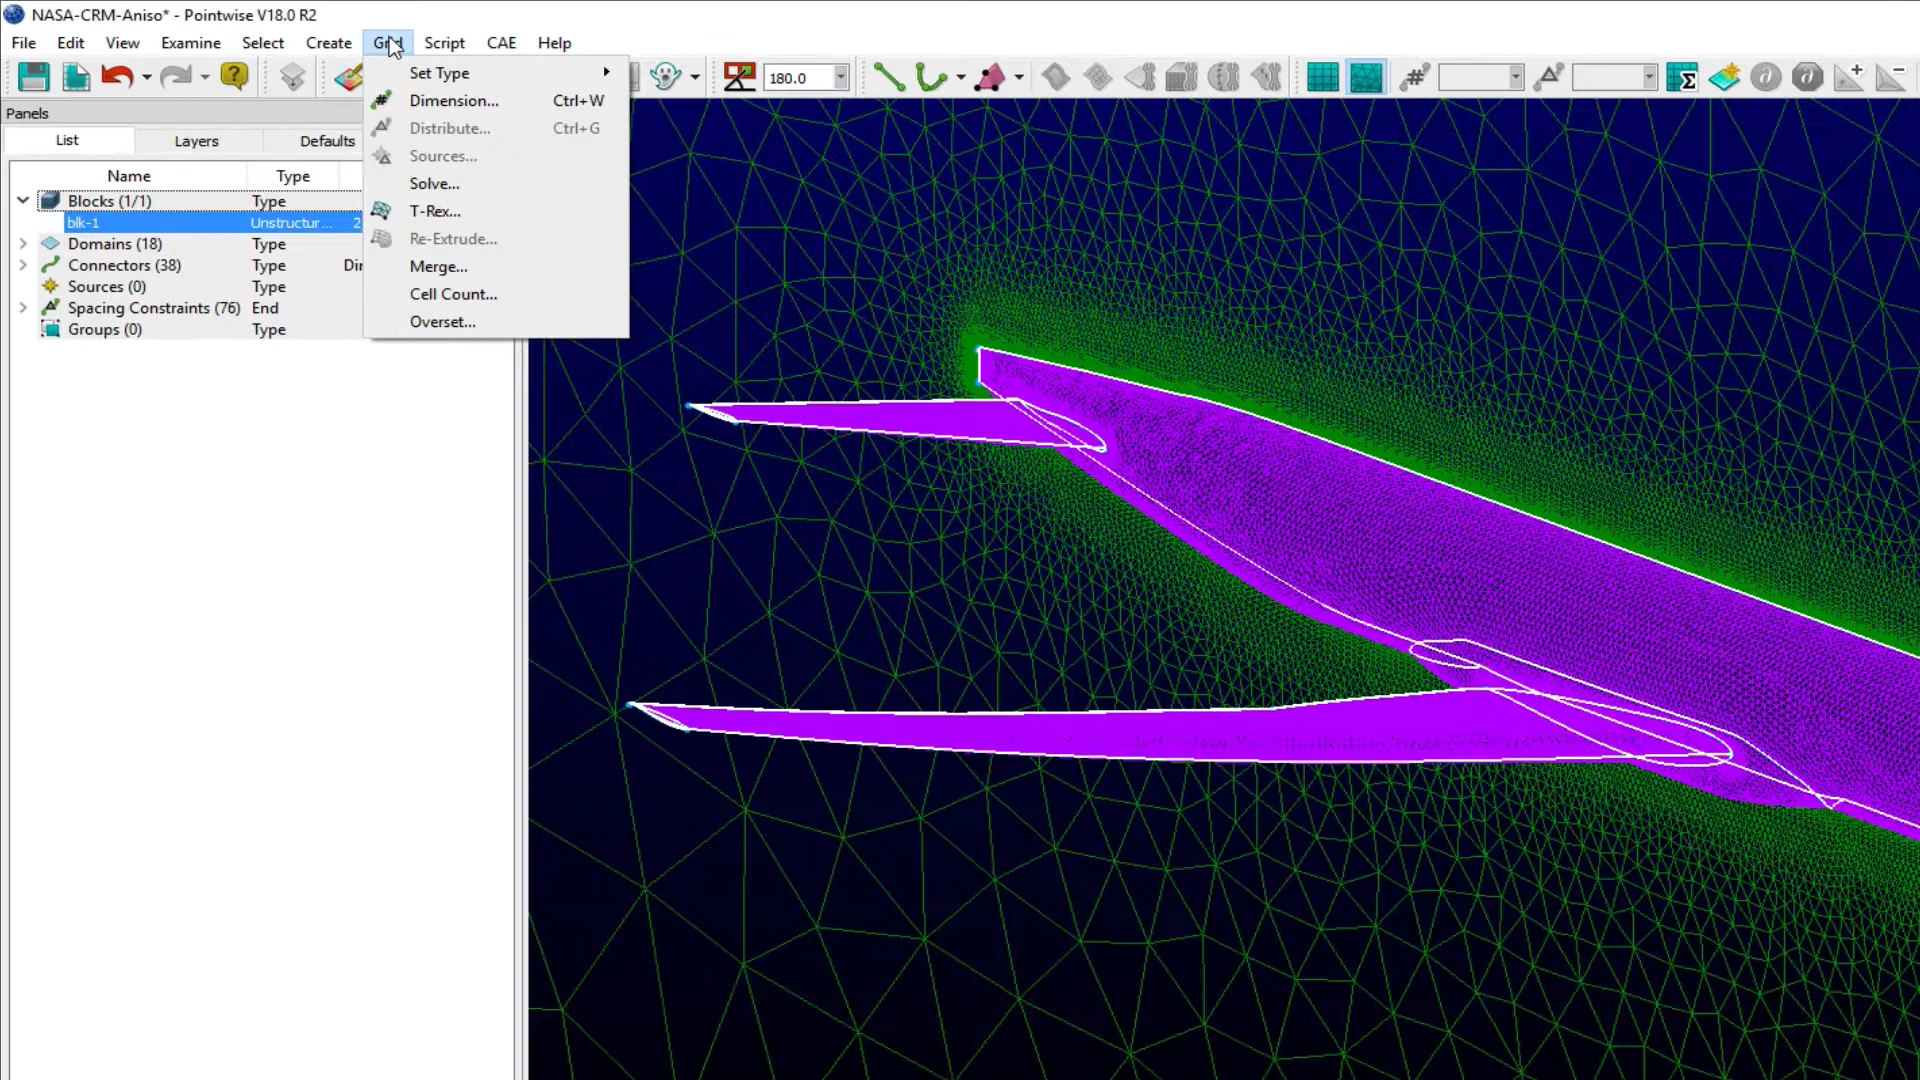 NASA-CRM-Aniso* - Pointwise V18.0 R2
File Edit View Examine Select Create Grid Script CAE Help
180.0
Panels
List Layers Defaults
Name Type
Blocks (1/1) Type
blk-1 Unstructur... 2
Domains (18) Type
Connectors (38) Type Dir
Sources (0) Type
Spacing Constraints (76) End
Groups (0) Type
Set Type
Dimension... Ctrl+W
Distribute... Ctrl+G
Sources...
Solve...
T-Rex...
Re-Extrude...
Merge...
Cell Count...
Overset...